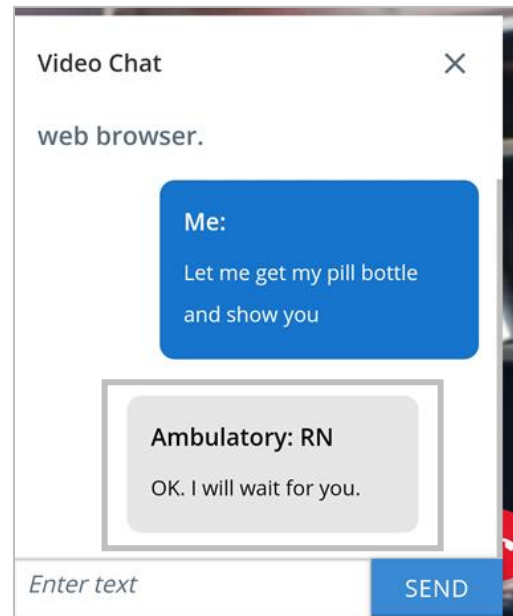 Video Chat
web browser.
Me:
Let me get my pill bottle
and show you
Ambulatory: RN
OK. I will wait for you.
Enter text
SEND